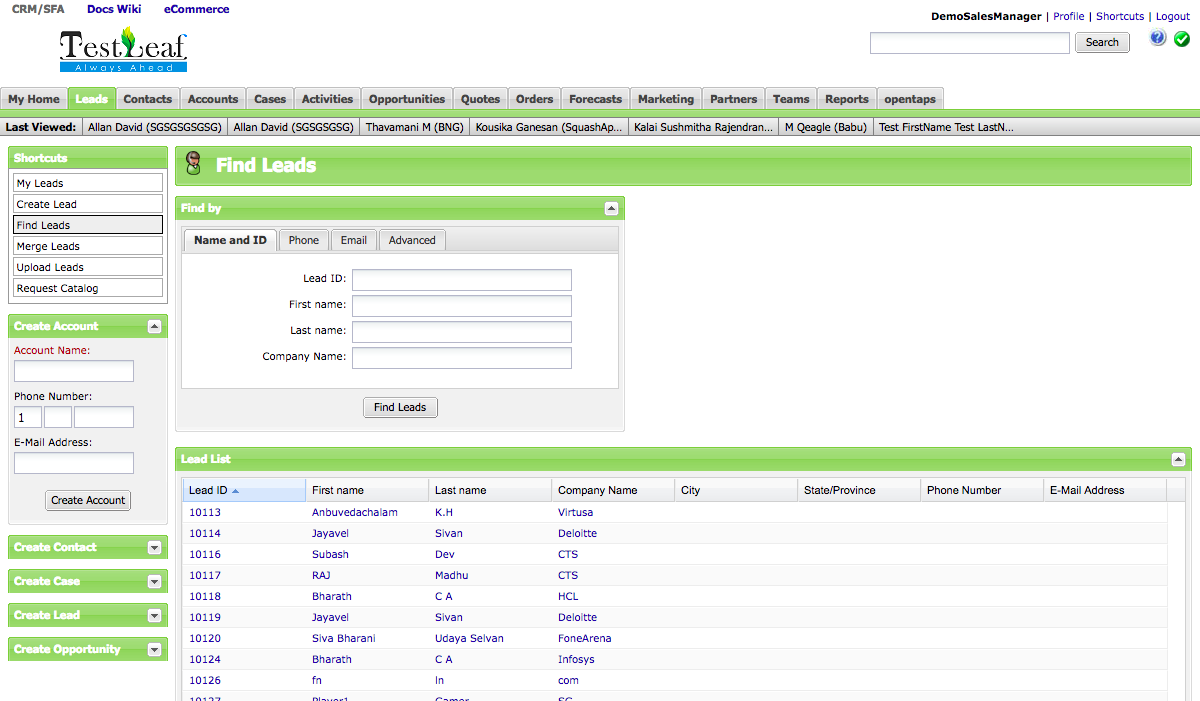 CRM/SFA Docs Wiki eCommerce
DemoSalesManager | Profile | Shortcuts | Logout
TestLeaf
Always Ahead
Search
My Home Leads Contacts Accounts Cases Activities Opportunities Quotes Orders Forecasts Marketing Partners Teams Reports opentaps
Last Viewed: Allan David (SGSGSGSGSG) Allan David (SGSGSGSG) Thavamani M (BNG) Kousika Ganesan (SquashAp... Kalai Sushmitha Rajendran... M Qeagle (Babu) Test FirstName Test LastN...
Shortcuts
My Leads
Create Lead
Find Leads
Merge Leads
Upload Leads
Request Catalog
Create Account
Account Name:
Phone Number:
1
E-Mail Address:
Create Account
Create Contact
Create Case
Create Lead
Create Opportunity
Find Leads
Find by
Name and ID Phone Email Advanced
Lead ID:
First name:
Last name:
Company Name:
Find Leads
Lead List
Lead ID First name Last name Company Name City State/Province Phone Number E-Mail Address
10113 Anbuvedachalam K.H Virtusa
10114 Jayavel Sivan Deloitte
10116 Subash Dev CTS
10117 RAJ Madhu CTS
10118 Bharath C A HCL
10119 Jayavel Sivan Deloitte
10120 Siva Bharani Udaya Selvan FoneArena
10124 Bharath C A Infosys
10126 fn ln com